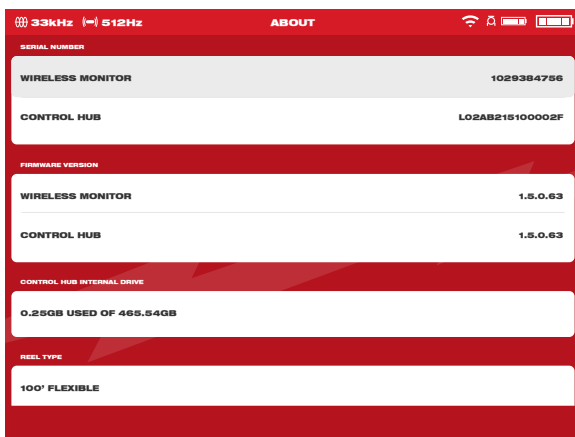 33kHz 512Hz ABOUT
SERIAL NUMBER
WIRELESS MONITOR 1029384756
CONTROL HUB L02AB215100002F
FIRMWARE VERSION
WIRELESS MONITOR 1.5.0.63
CONTROL HUB 1.5.0.63
CONTROL HUB INTERNAL DRIVE
0.25GB USED OF 465.54GB
REEL TYPE
100’ FLEXIBLE